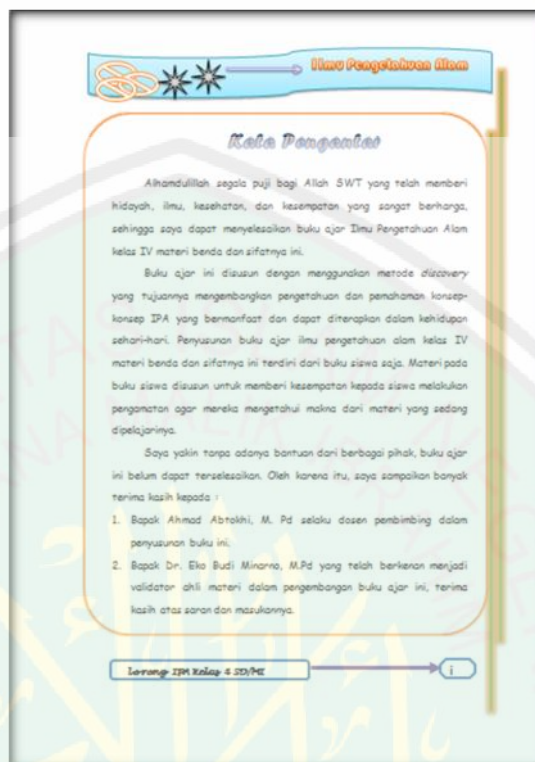 Ilmu Pengetahuan Alam
Kata Pengantar
Alhamdulillah segala puji bagi Allah SWT yang telah memberi
hidayah, ilmu, kesehatan, dan kesempatan yang sangat berharga,
sehingga saya dapat menyelesaikan buku ajar Ilmu Pengetahuan Alam
kelas IV materi benda dan sifatnya ini.
Buku ajar ini disusun dengan menggunakan metode discovery
yang tujuannya mengembangkan pengetahuan dan pemahaman konsep-
konsep IPA yang bermanfaat dan dapat diterapkan dalam kehidupan
sehari-hari. Penyusunan buku ajar ilmu pengetahuan alam kelas IV
materi benda dan sifatnya ini terdiri dari buku siswa saja. Materi pada
buku siswa disusun untuk memberi kesempatan kepada siswa melakukan
pengamatan agar mereka mengetahui makna dari materi yang sedang
dipelajarinya.
Saya yakin tanpa adanya bantuan dari berbagai pihak, buku ajar
ini belum dapat terselesaikan. Oleh karena itu, saya sampaikan banyak
terima kasih kepada :
1. Bapak Ahmad Abtokhi, M. Pd selaku dosen pembimbing dalam
penyusunan buku ini.
2. Bapak Dr. Eko Budi Minarno, M.Pd yang telah berkenan menjadi
validator ahli materi dalam pengembangan buku ajar ini, terima
kasih atas saran dan masukannya.
Lorong IPA Kelas 4 SD/MI
i